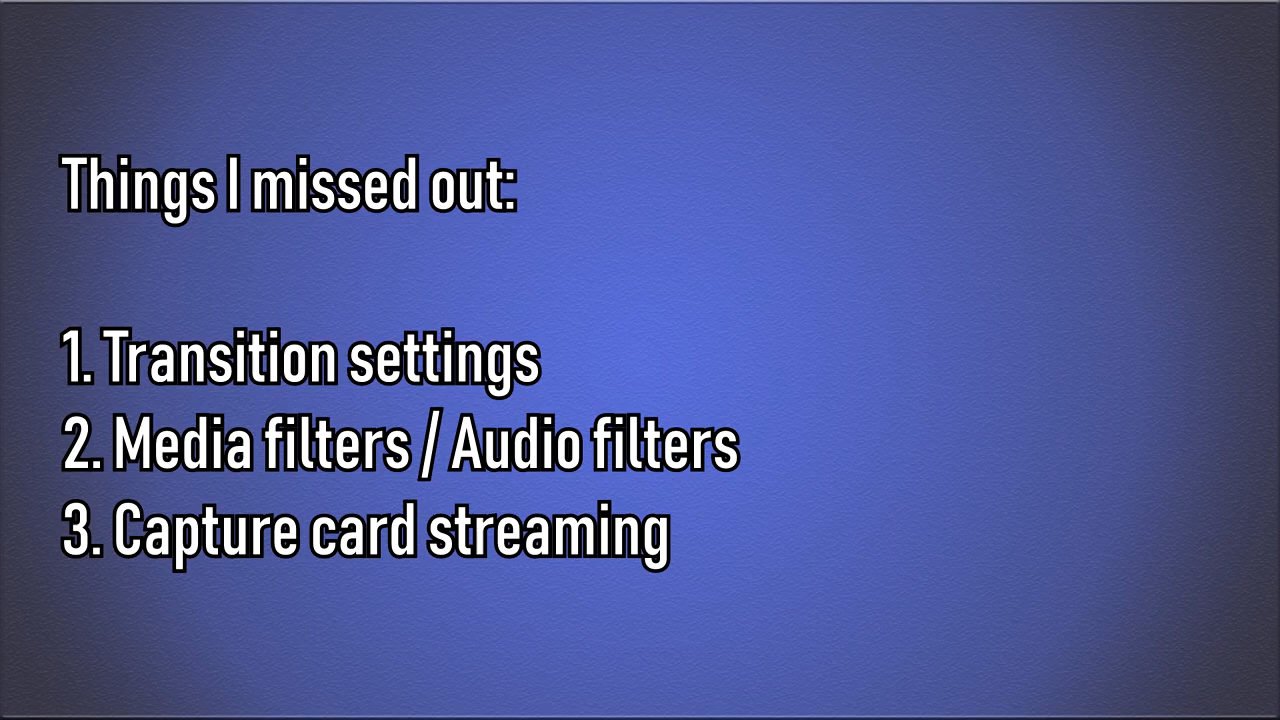 Things I missed out:
1. Transition settings
2. Media filters / Audio filters
3. Capture card streaming